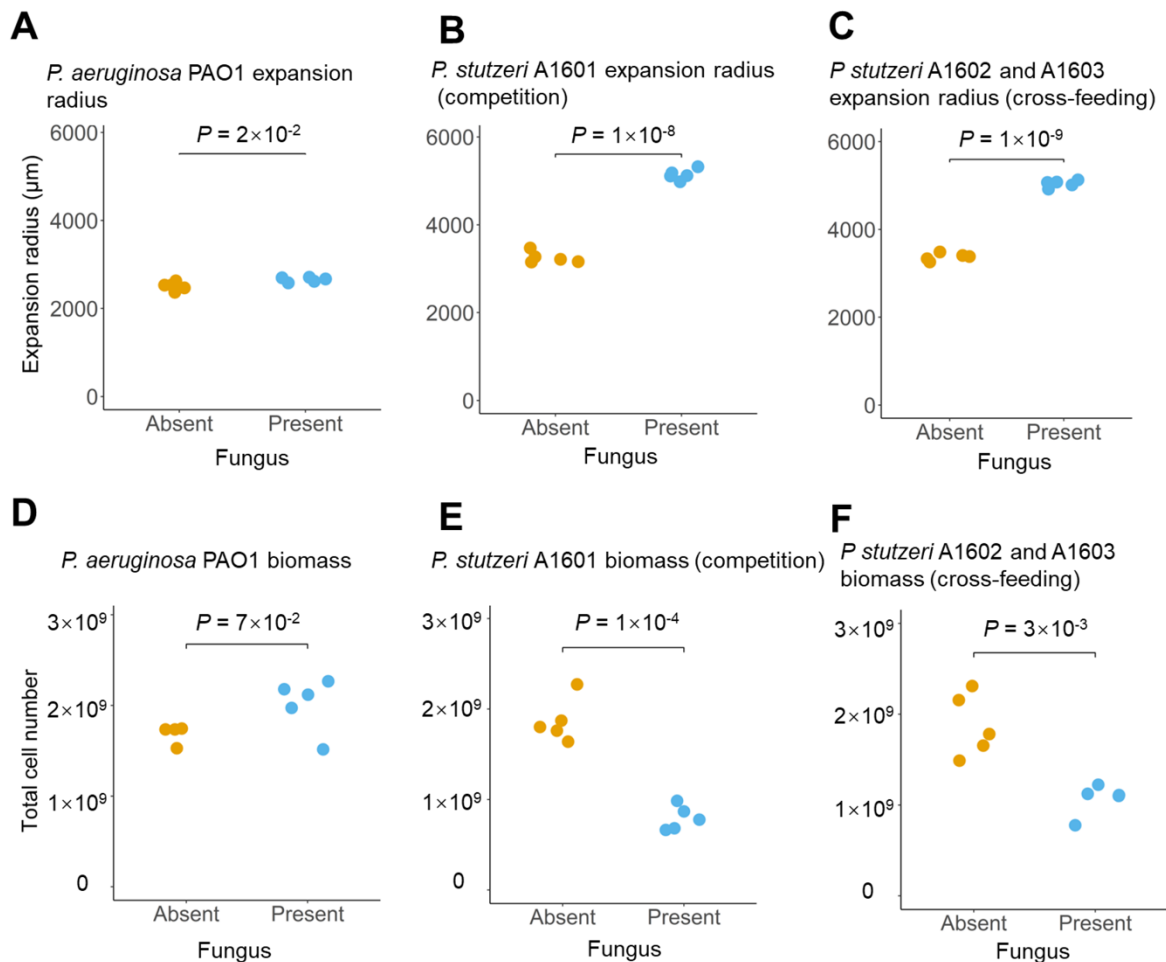 A
P. aeruginosa PAO1 expansion
radius
P = 2×10-2
6000
4000
2000
0
Expansion radius (µm)
Absent
Present
Fungus
B
P. stutzeri A1601 expansion radius
(competition)
P = 1×10-8
6000
4000
2000
0
Absent
Present
Fungus
C
P stutzeri A1602 and A1603
expansion radius (cross-feeding)
P = 1×10-9
6000
4000
2000
0
Absent
Present
Fungus
D
P. aeruginosa PAO1 biomass
P = 7×10-2
3×10⁹
2×10⁹
1×10⁹
0
Total cell number
Absent
Present
Fungus
E
P. stutzeri A1601 biomass (competition)
P = 1×10-4
3×10⁹
2×10⁹
1×10⁹
0
Absent
Present
Fungus
F
P stutzeri A1602 and A1603
biomass (cross-feeding)
P = 3×10-3
3×10⁹
2×10⁹
1×10⁹
0
Absent
Present
Fungus